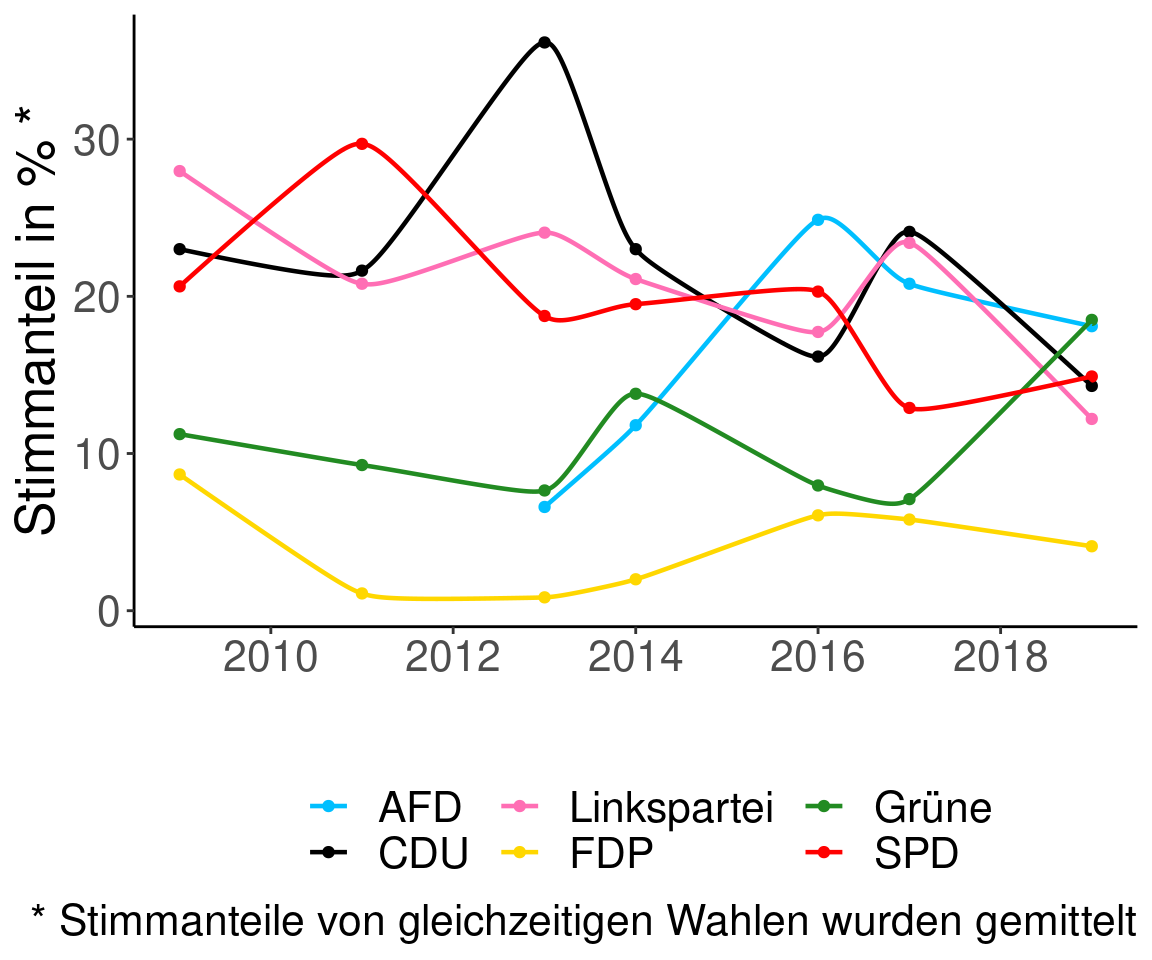 Stimmanteil in % *
30
20
10
0
2010 2012 2014 2016 2018
AFD Linkspartei Grüne
CDU FDP SPD
* Stimmanteile von gleichzeitigen Wahlen wurden gemittelt